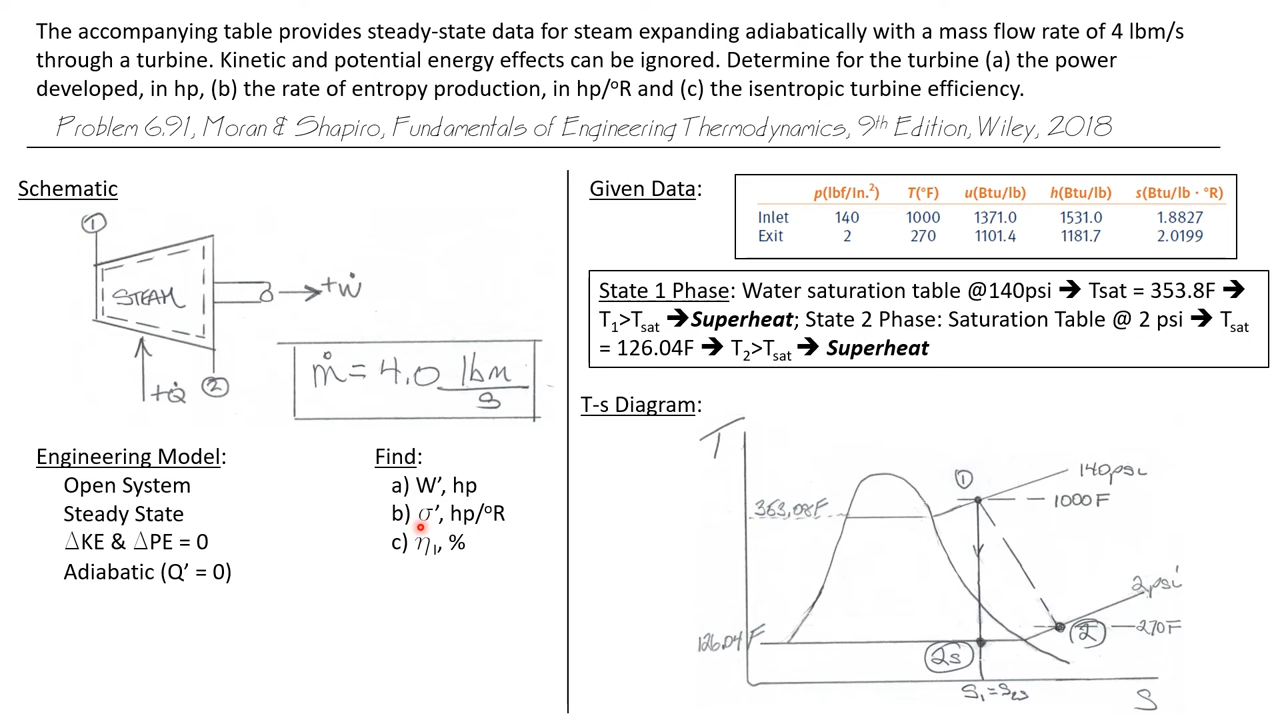 The accompanying table provides steady-state data for steam expanding adiabatically with a mass flow rate of 4 lbm/s
through a turbine. Kinetic and potential energy effects can be ignored. Determine for the turbine (a) the power
developed, in hp, (b) the rate of entropy production, in hp/ºR and (c) the isentropic turbine efficiency.
Problem 6.91, Moran & Shapiro, Fundamentals of Engineering Thermodynamics, 9th Edition, Wiley, 2018
Schematic
1
STEAM
+Ẇ
+Q̇
2
ṁ = 4.0 lbm/s
Engineering Model:
Open System
Steady State
ΔKE & ΔPE = 0
Adiabatic (Q’ = 0)
Find:
a) W’, hp
b) σ’, hp/ºR
c) η₁, %
Given Data:
p(lbf/in.²) T(°F) u(Btu/lb) h(Btu/lb) s(Btu/lb · °R)
Inlet 140 1000 1371.0 1531.0 1.8827
Exit 2 270 1101.4 1181.7 2.0199
State 1 Phase: Water saturation table @140psi ➔ Tsat = 353.8F ➔
T₁>Tsat ➔Superheat; State 2 Phase: Saturation Table @ 2 psi ➔ Tsat
= 126.04F ➔ T₂>Tsat ➔ Superheat
T-s Diagram:
T
1
140psi
1000F
353,08F
2psi
126.04F
2
270F
2s
S₁=S₂s
S